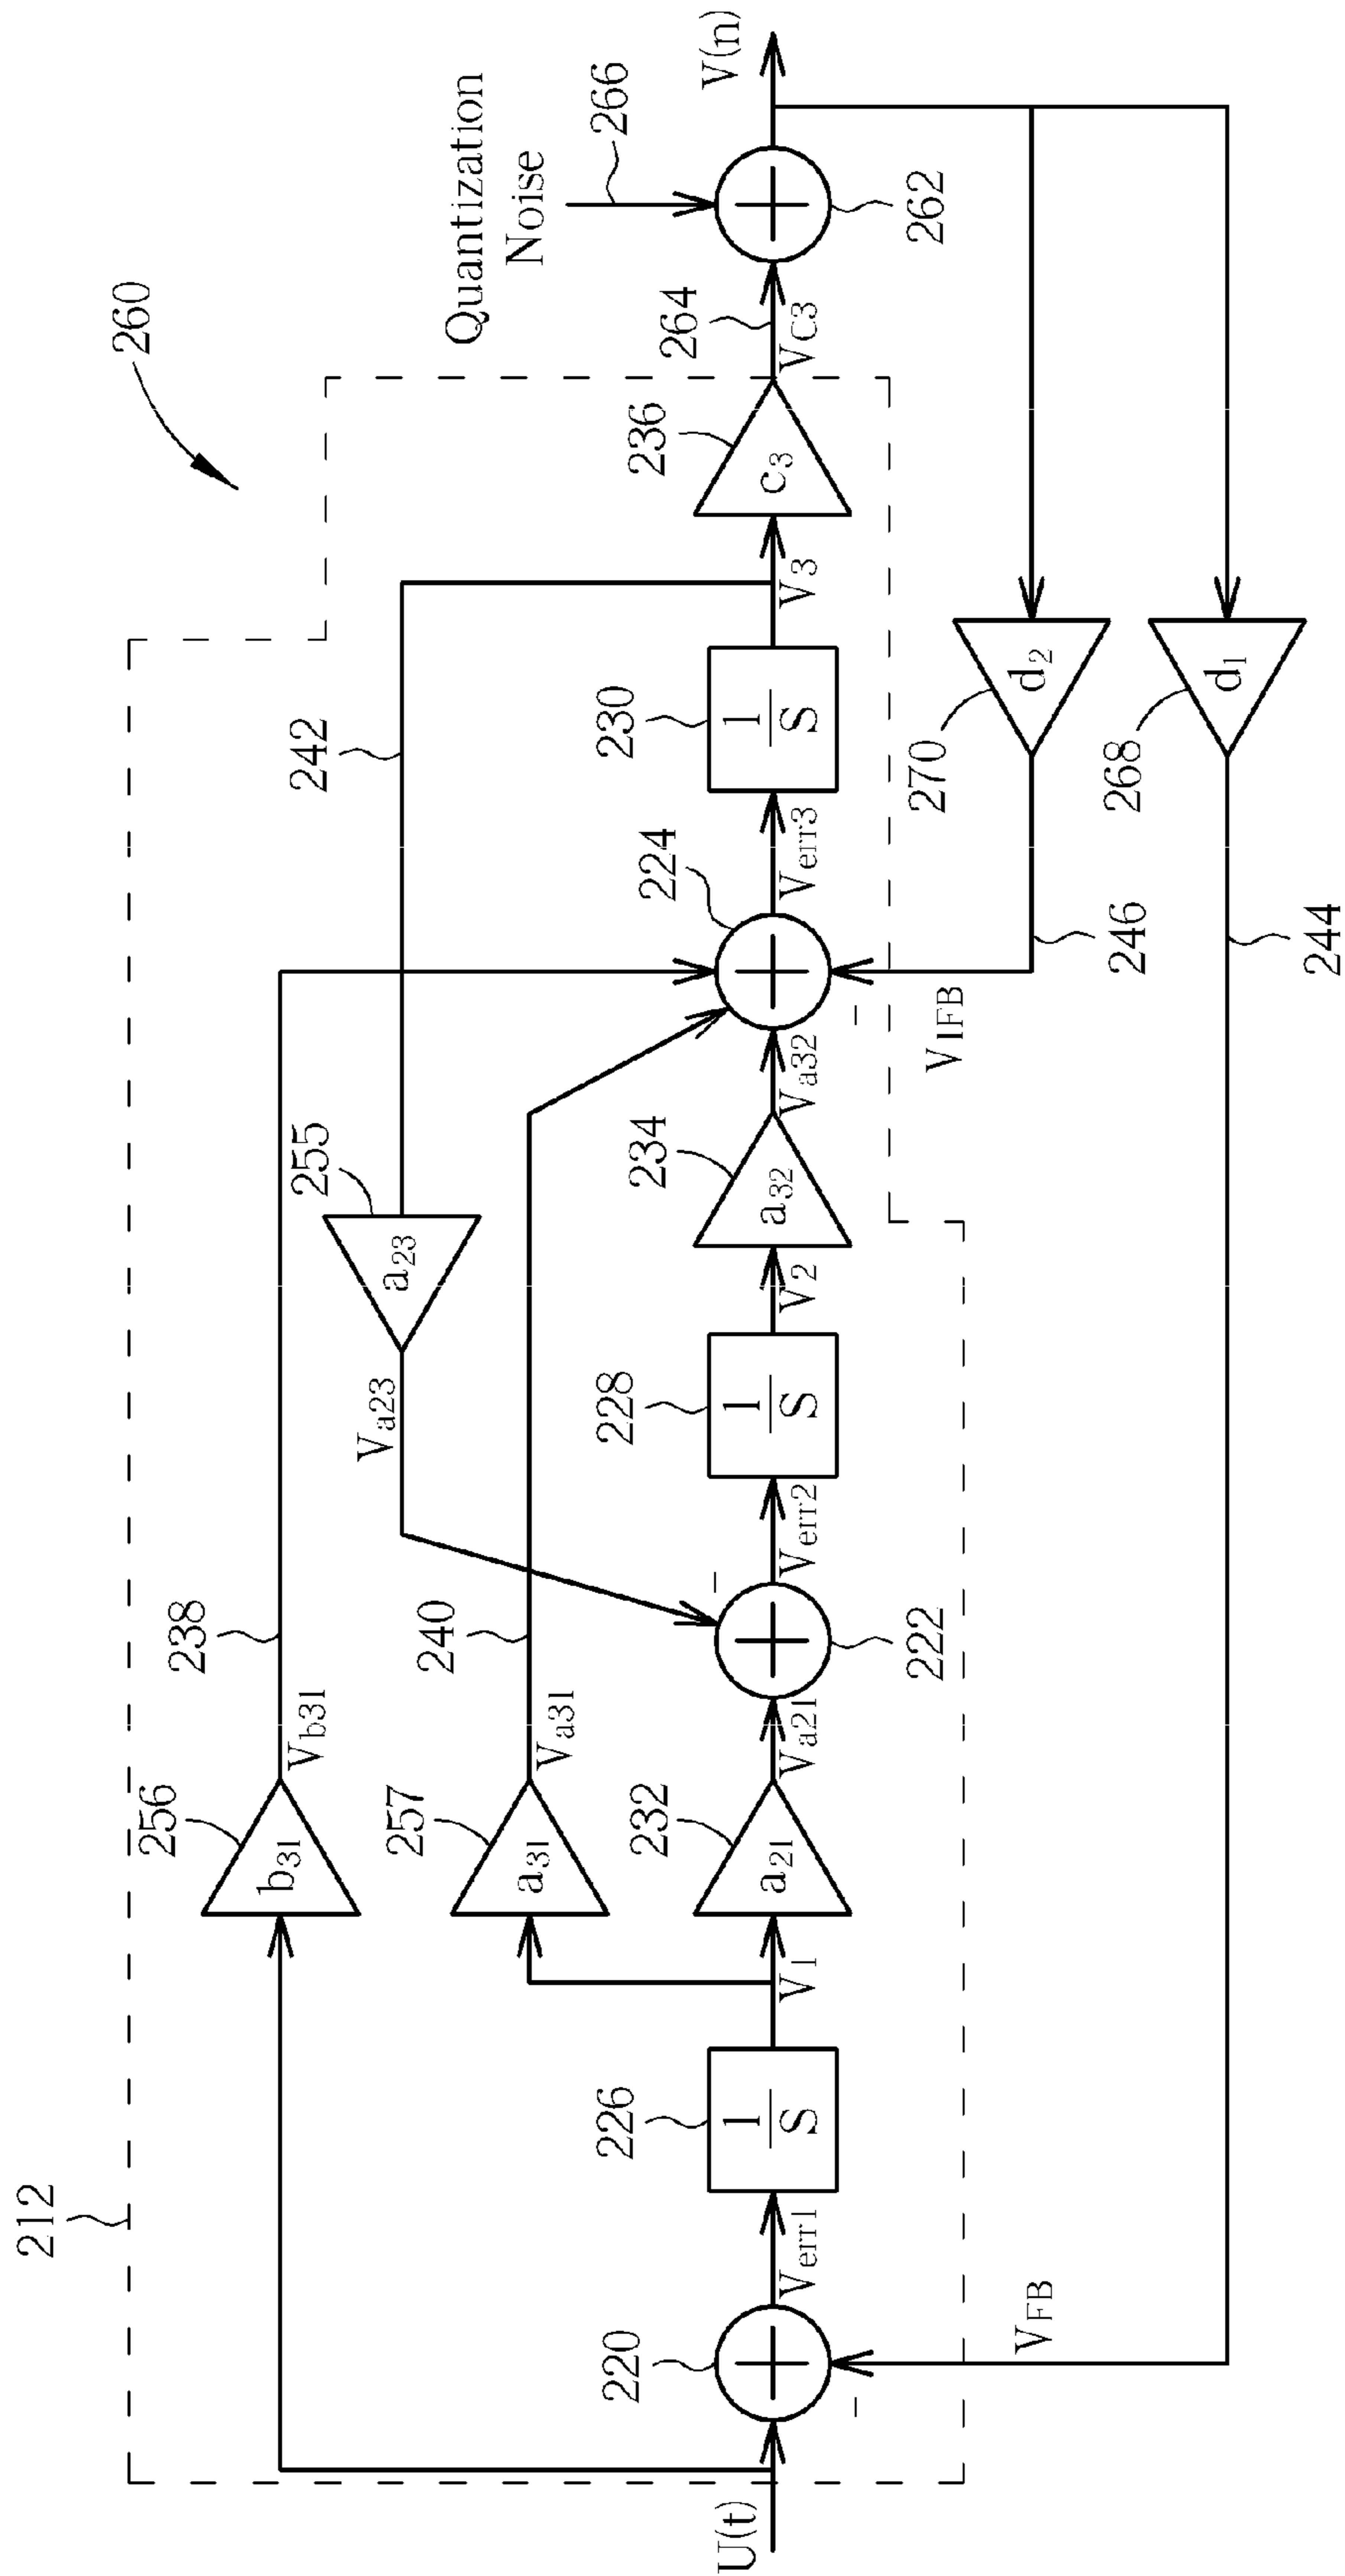 260
212
Quantization
Noise
266
256
b31
Vb31
238
242
257
a31
Va31
240
Va23
a23
255
U(t)
220
Verr1
226
1
S
V1
232
a21
Va21
222
Verr2
228
1
S
V2
234
a32
Va32
224
Verr3
230
1
S
V3
236
c3
264
VC3
262
V(n)
-
-
-
VIFB
246
270
d2
VFB
244
268
d1